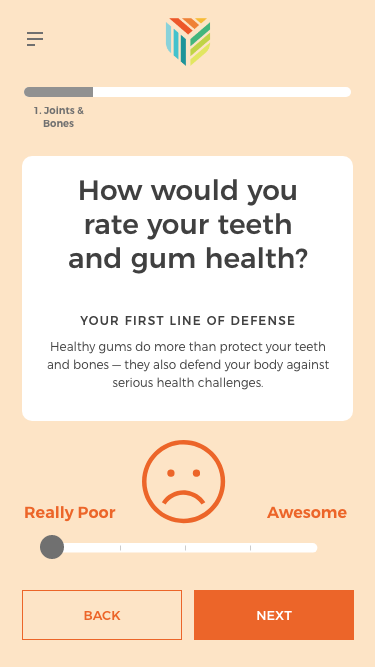 1. Joints &
Bones
How would you
rate your teeth
and gum health?
YOUR FIRST LINE OF DEFENSE
Healthy gums do more than protect your teeth
and bones — they also defend your body against
serious health challenges.
Really Poor
Awesome
BACK
NEXT